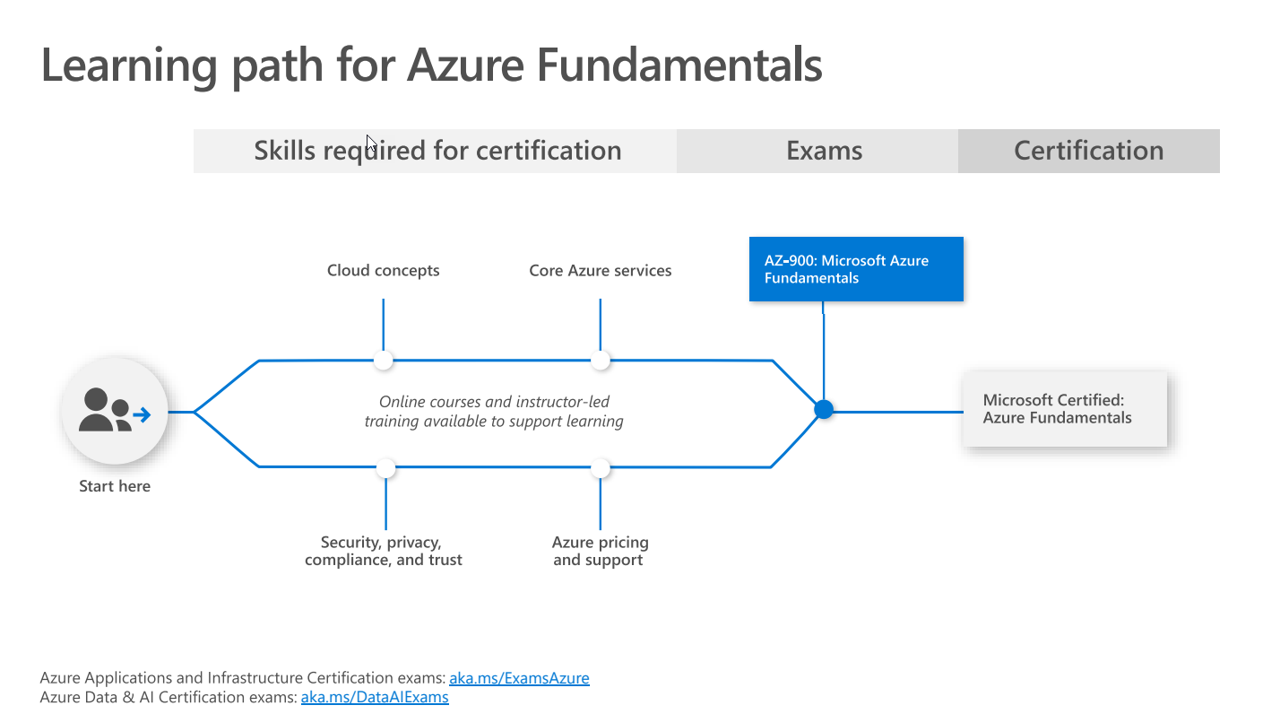 Learning path for Azure Fundamentals
Skills required for certification
Exams
Certification
Cloud concepts
Core Azure services
AZ-900: Microsoft Azure
Fundamentals
Online courses and instructor-led
training available to support learning
Microsoft Certified:
Azure Fundamentals
Start here
Security, privacy,
compliance, and trust
Azure pricing
and support
Azure Applications and Infrastructure Certification exams: aka.ms/ExamsAzure
Azure Data & AI Certification exams: aka.ms/DataAIExams